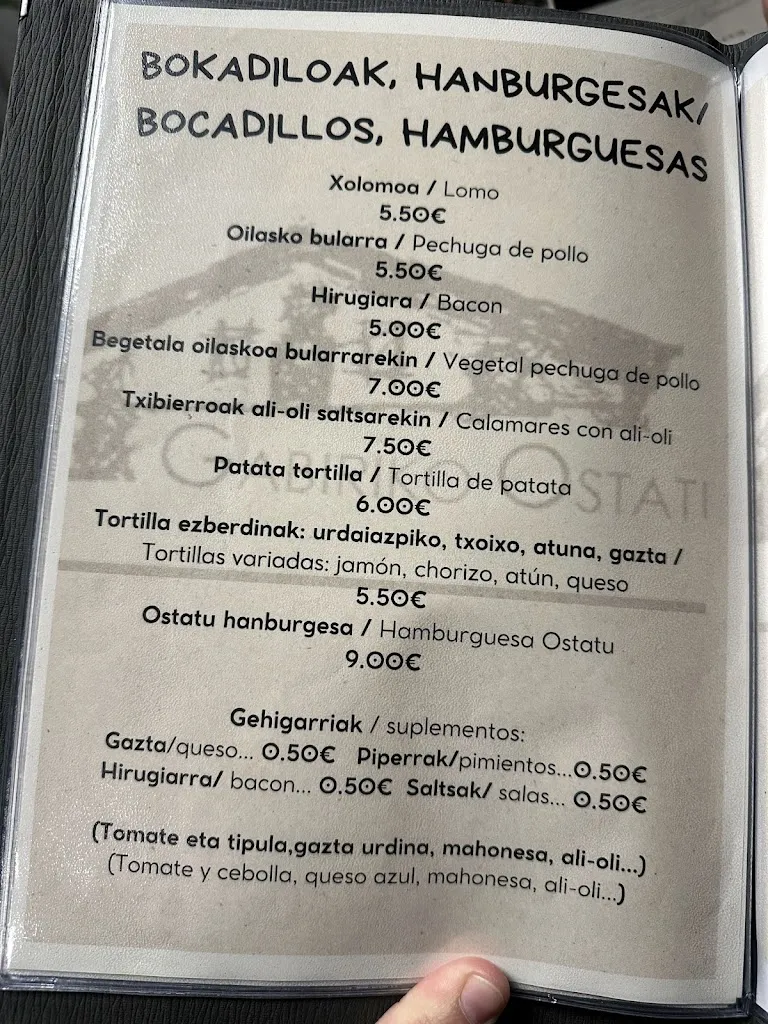 BOKADILOAK, HANBURGESAK/
BOCADILLOS, HAMBURGUESAS
Xolomoa / Lomo
5.50€
Oilasko bularra / Pechuga de pollo
5.50€
Hirugiara / Bacon
5.00€
Begetala oilaskoa bularrarekin / Vegetal pechuga de pollo
7.00€
Txibierroak ali-oli saltsarekin / Calamares con ali-oli
7.50€
Patata tortilla / Tortilla de patata
6.00€
Tortilla ezberdinak: urdaiazpiko, txoixo, atuna, gazta /
Tortillas variadas: jamón, chorizo, atún, queso
5.50€
Ostatu hanburgesa / Hamburguesa Ostatu
9.00€
Gehigarriak / suplementos:
Gazta/queso... 0.50€ Piperrak/pimientos...0.50€
Hirugiarra/ bacon... 0.50€ Saltsak/ salas... 0.50€
(Tomate eta tipula,gazta urdina, mahonesa, ali-oli...)
(Tomate y cebolla, queso azul, mahonesa, ali-oli...)